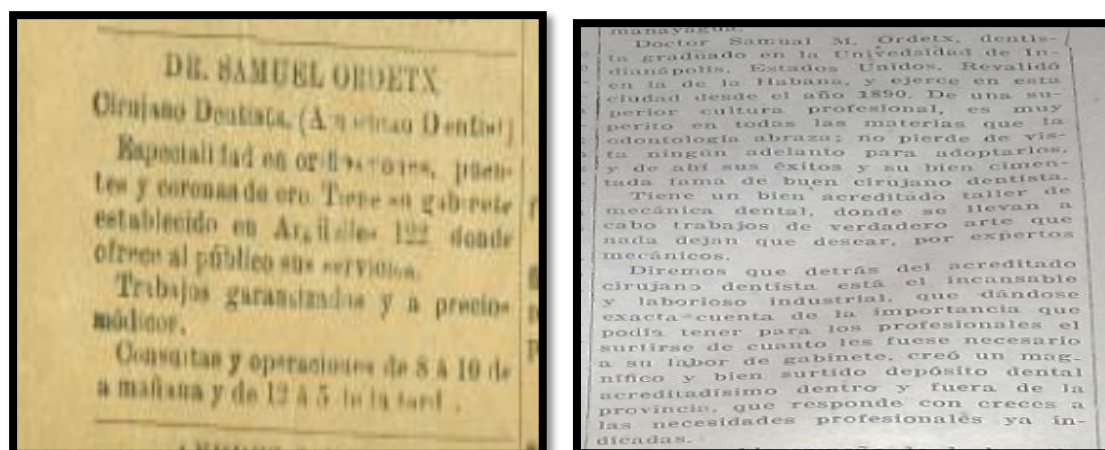 DR. SAMUEL ORDETX
Cirujano Dentista. (A Dentist)
Especialidad en puen-
tes y coronas de oro Tiene su gabinete
establecido en 122 donde
ofrece al público sus servicios.
Trabajos garantizados y a precios
módicos.
Consultas y operaciones de 8 á 10 de
a mañana y de 12 á 5 la tard .
managagua.
Doctor Samual M. Ordetx, dentis-
ta graduado en la Univedsidad de In-
dianápolis, Estados Unidos. Revalidó
en la de la Habana, y ejerce en esta
ciudad desde el año 1890. De una su-
perior cultura profesional, es muy
perito en todas las materias que la
odontología abraza; no pierde de vis-
ta ningún adelanto para adoptarlos,
y de ahí sus éxitos y su bien cimen-
tada fama de buen cirujano dentista.
Tiene un bien acreditado taller de
mecánica dental, donde se llevan a
cabo trabajos de verdadero arte que
nada dejan que desear, por expertos
mecánicos.
Diremos que detrás del acreditado
cirujano dentista está el incansable
y laborioso industrial, que dándose
exacta cuenta de la importancia que
podía tener para los profesionales el
surtirse de cuanto les fuese necesario
a su labor de gabinete, creó un mag-
nífico y bien surtido depósito dental
acreditadísimo dentro y fuera de la
provincia, que responde con creces a
las necesidades profesionales ya in-
dicadas.